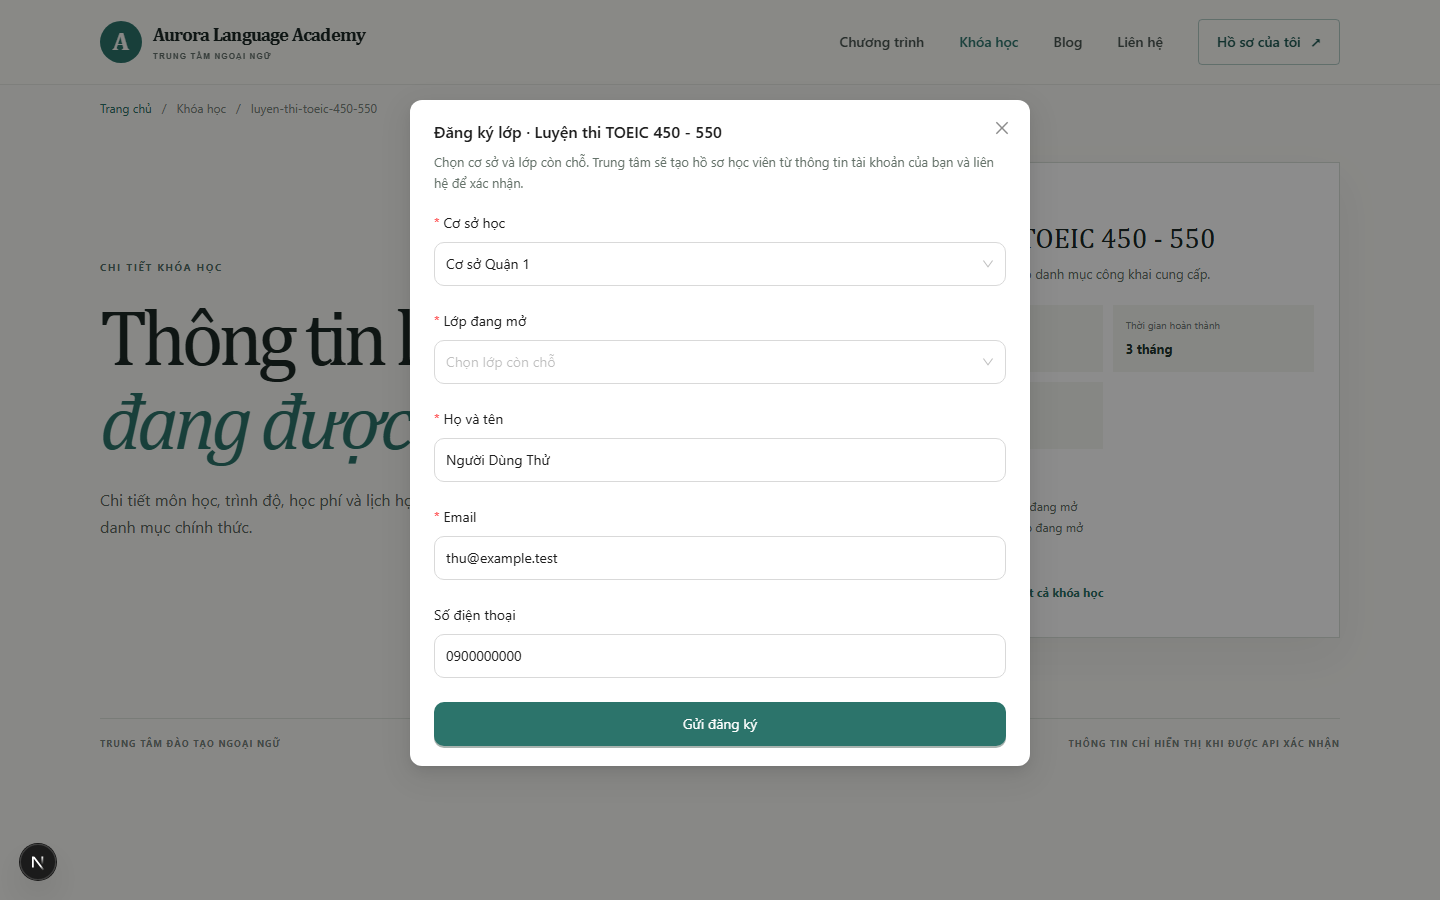 A
Aurora Language Academy
TRUNG TÂM NGOẠI NGỮ
Chương trình
Khóa học
Blog
Liên hệ
Hồ sơ của tôi ↗
Trang chủ / Khóa học / luyen-thi-toeic-450-550
CHI TIẾT KHÓA HỌC
Thông tin
đang được
Chi tiết môn học, trình độ, học phí và lịch
danh mục chính thức.
Đăng ký lớp · Luyện thi TOEIC 450 - 550
Chọn cơ sở và lớp còn chỗ. Trung tâm sẽ tạo hồ sơ học viên từ thông tin tài khoản của bạn và liên
hệ để xác nhận.
* Cơ sở học
Cơ sở Quận 1
* Lớp đang mở
Chọn lớp còn chỗ
* Họ và tên
Người Dùng Thử
* Email
thu@example.test
Số điện thoại
0900000000
Gửi đăng ký
TOEIC 450 - 550
danh mục công khai cung cấp.
Thời gian hoàn thành
3 tháng
đang mở
đang mở
cả khóa học
TRUNG TÂM ĐÀO TẠO NGOẠI NGỮ
THÔNG TIN CHỈ HIỂN THỊ KHI ĐƯỢC API XÁC NHẬN
N